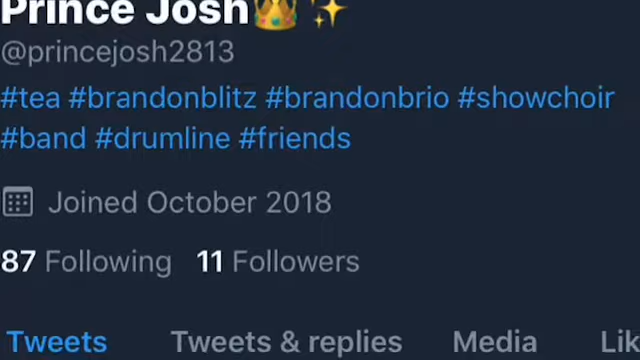 Prince Josh👑✨
@princejosh2813
#tea #brandonblitz #brandonbrio #showchoir
#band #drumline #friends
Joined October 2018
87 Following 11 Followers
Tweets Tweets & replies Media Lik